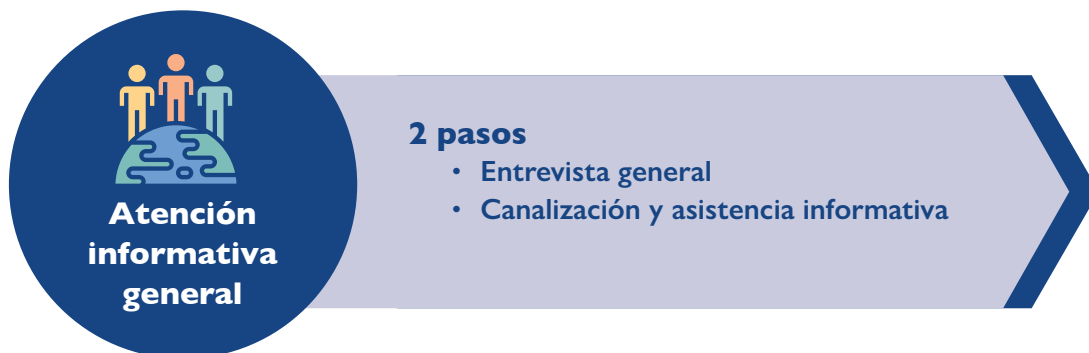 Atención
informativa
general
2 pasos
• Entrevista general
• Canalización y asistencia informativa